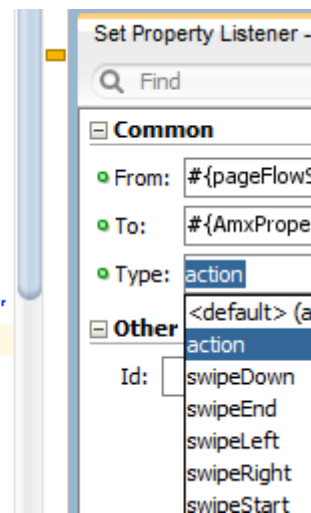 Set Property Listener -
Find
Common
From: #{pageFlowS
To: #{AmxPrope
Type: action
<default> (a
Other
action
Id:
swipeDown
swipeEnd
swipeLeft
swipeRight
swipeStart